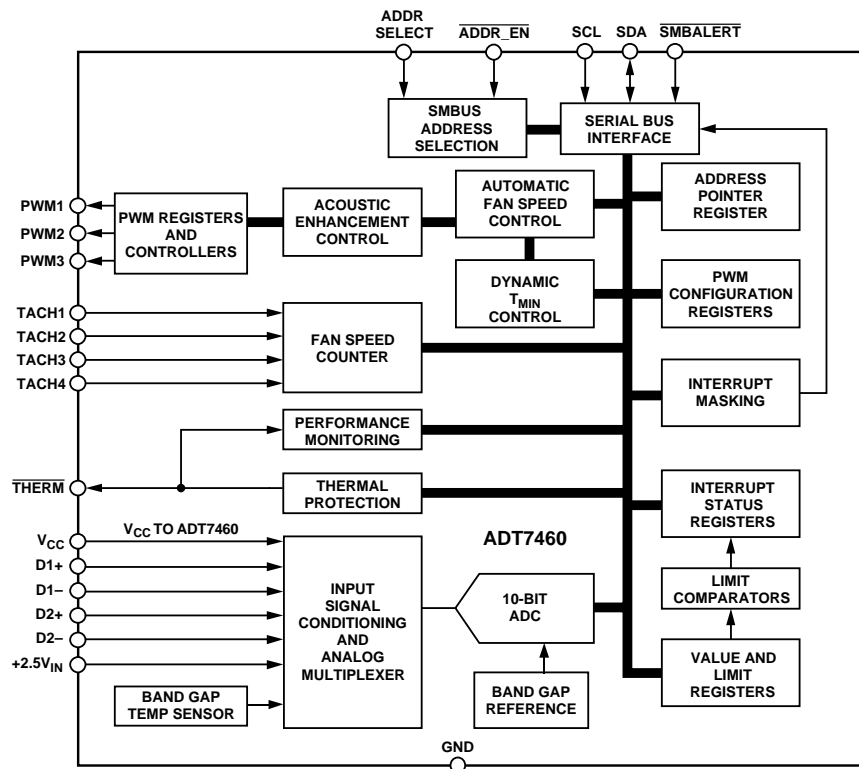 ADDR
SELECT
ADDR_EN
SCL
SDA
SMBALERT
SMBUS
ADDRESS
SELECTION
SERIAL BUS
INTERFACE
PWM1
PWM2
PWM3
PWM REGISTERS
AND
CONTROLLERS
ACOUSTIC
ENHANCEMENT
CONTROL
AUTOMATIC
FAN SPEED
CONTROL
ADDRESS
POINTER
REGISTER
DYNAMIC
TMIN
CONTROL
PWM
CONFIGURATION
REGISTERS
TACH1
TACH2
TACH3
TACH4
FAN SPEED
COUNTER
INTERRUPT
MASKING
PERFORMANCE
MONITORING
THERM
THERMAL
PROTECTION
INTERRUPT
STATUS
REGISTERS
VCC
VCC TO ADT7460
D1+
D1–
D2+
D2–
+2.5VIN
INPUT
SIGNAL
CONDITIONING
AND
ANALOG
MULTIPLEXER
ADT7460
10-BIT
ADC
LIMIT
COMPARATORS
VALUE AND
LIMIT
REGISTERS
BAND GAP
TEMP SENSOR
BAND GAP
REFERENCE
GND